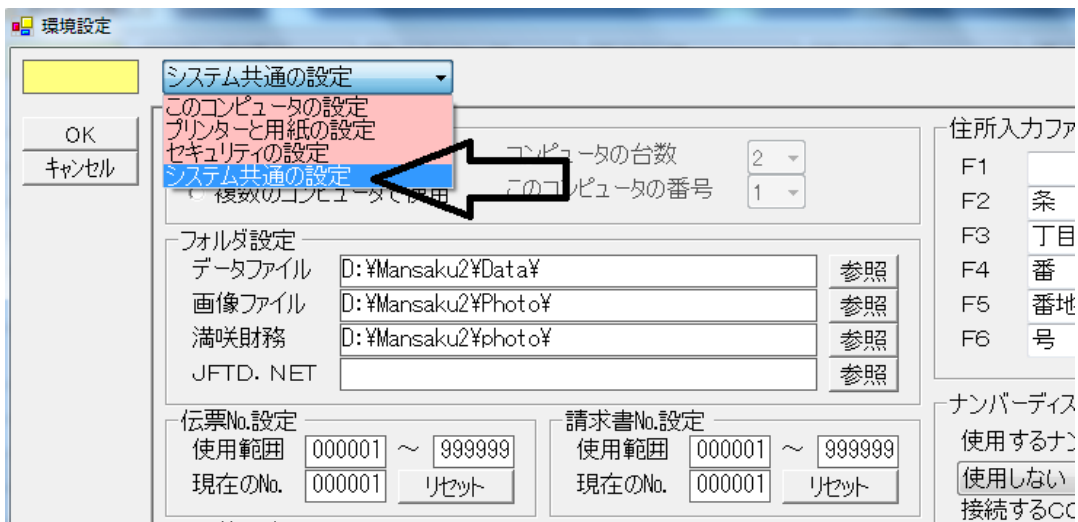 環境設定
システム共通の設定
このコンピュータの設定
プリンターと用紙の設定
セキュリティの設定
システム共通の設定
OK
キャンセル
コンピュータの台数 2
このコンピュータの番号 1
複数のコンピュータで使用
フォルダ設定
データファイル D:¥Mansaku2¥Data¥ 参照
画像ファイル D:¥Mansaku2¥Photo¥ 参照
満咲財務 D:¥Mansaku2¥photo¥ 参照
JFTD.NET 参照
伝票No.設定
使用範囲 000001 ～ 999999
現在のNo. 000001 リセット
請求書No.設定
使用範囲 000001 ～ 999999
現在のNo. 000001 リセット
住所入力ファ
F1
F2 条
F3 丁目
F4 番
F5 番地
F6 号
ナンバーディス
使用するナン
使用しない
接続するCO